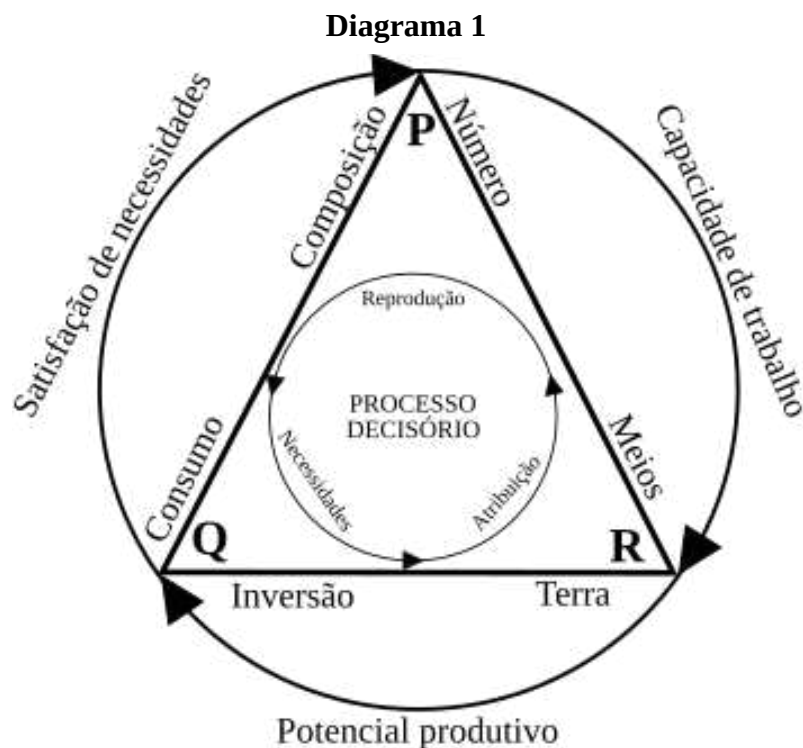 Diagrama 1
Satisfação de necessidades
Composição
P
Número
Capacidade de trabalho
Reprodução
PROCESSO
DECISÓRIO
Necessidades
Atribuição
Consumo
Meios
Q
R
Inversão
Terra
Potencial produtivo